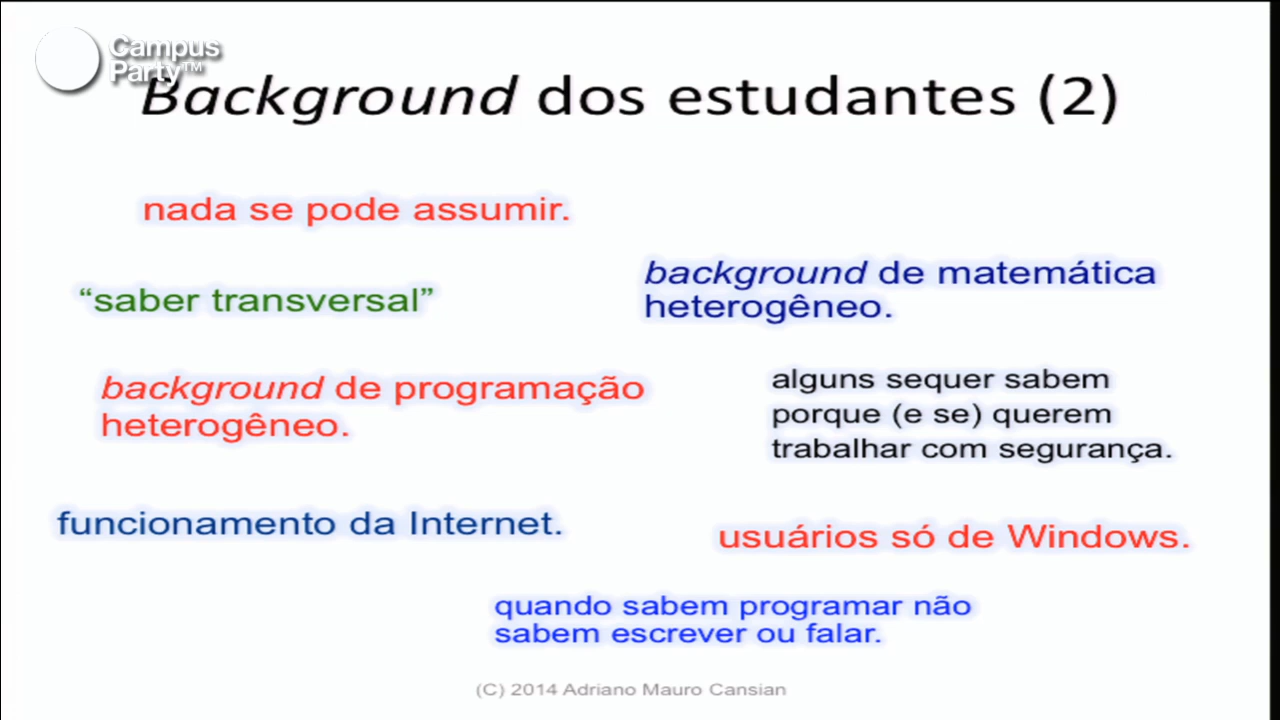 Campus
Party™
Background dos estudantes (2)
nada se pode assumir.
background de matemática
heterogêneo.
“saber transversal”
background de programação
heterogêneo.
alguns sequer sabem
porque (e se) querem
trabalhar com segurança.
funcionamento da Internet.
usuários só de Windows.
quando sabem programar não
sabem escrever ou falar.
(C) 2014 Adriano Mauro Cansian